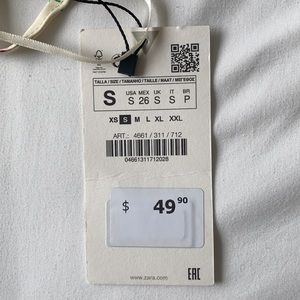 TALLA / SIZE / TAMANHO / TAILLE / MAAT / МЕГЕӨОС
S
USA MEX UK IT BR
S 26 S S P
XS S M L XL XXL
ART.: 4661 / 311 / 712
04661311712028
$ 49 90
www.zara.com
EAC